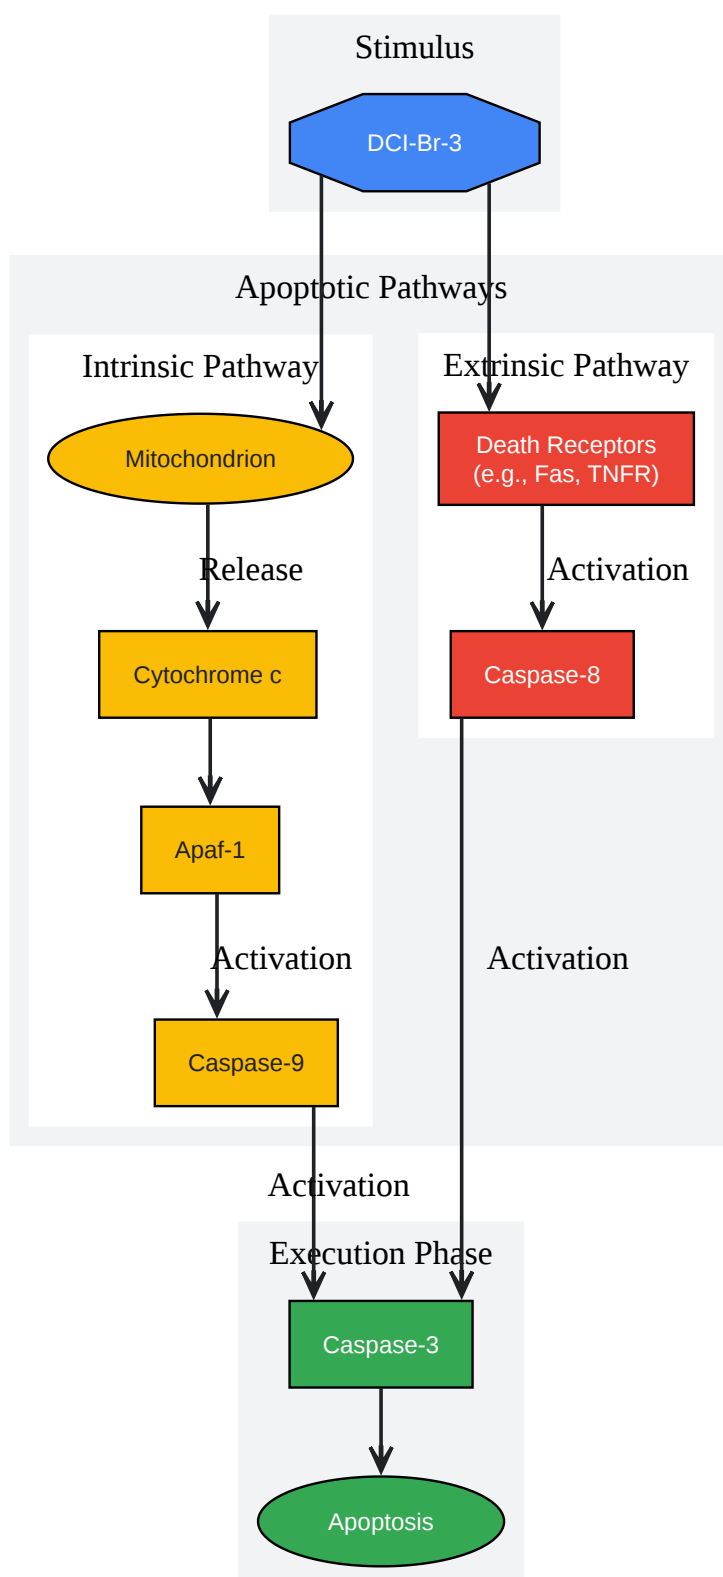 Stimulus
DCI-Br-3
Apoptotic Pathways
Intrinsic Pathway
Extrinsic Pathway
Mitochondrion
Death Receptors
(e.g., Fas, TNFR)
Release
Activation
Cytochrome c
Caspase-8
Apaf-1
Activation
Activation
Caspase-9
Activation
Execution Phase
Caspase-3
Apoptosis